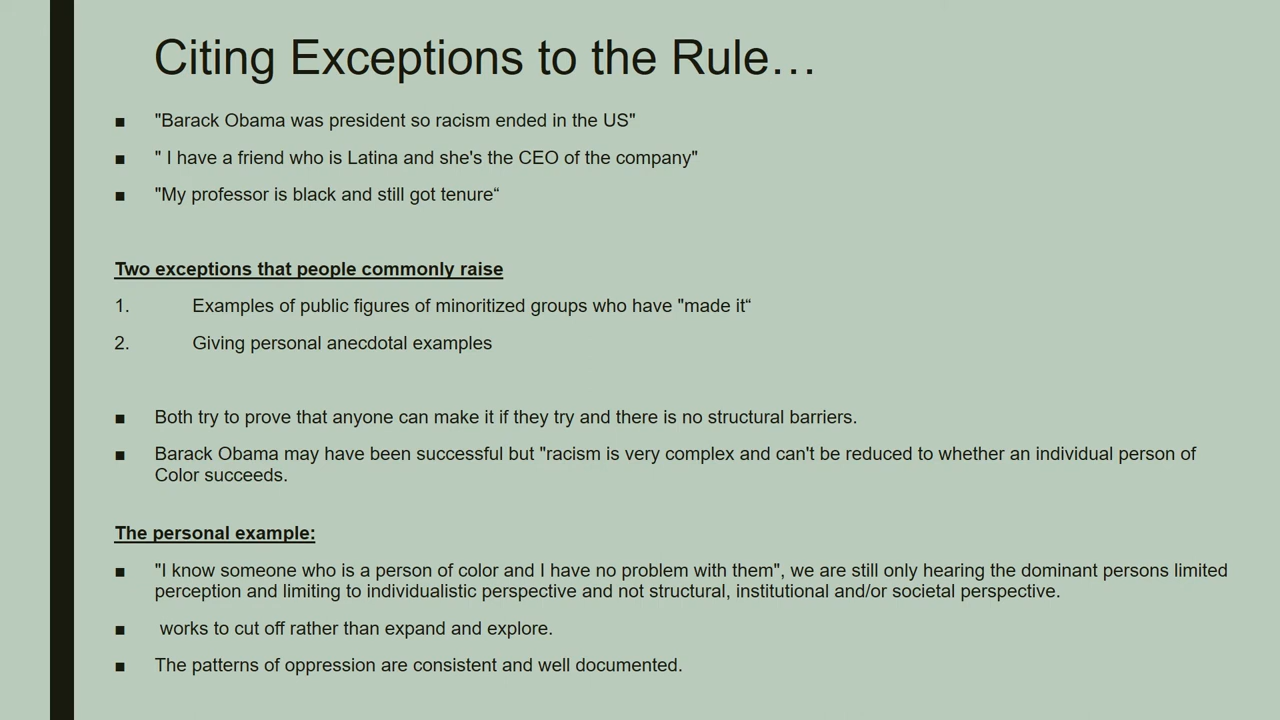 Citing Exceptions to the Rule…
■ "Barack Obama was president so racism ended in the US"
■ " I have a friend who is Latina and she's the CEO of the company"
■ "My professor is black and still got tenure“
Two exceptions that people commonly raise
1. Examples of public figures of minoritized groups who have "made it“
2. Giving personal anecdotal examples
■ Both try to prove that anyone can make it if they try and there is no structural barriers.
■ Barack Obama may have been successful but "racism is very complex and can't be reduced to whether an individual person of
Color succeeds.
The personal example:
■ "I know someone who is a person of color and I have no problem with them", we are still only hearing the dominant persons limited
perception and limiting to individualistic perspective and not structural, institutional and/or societal perspective.
■ works to cut off rather than expand and explore.
■ The patterns of oppression are consistent and well documented.